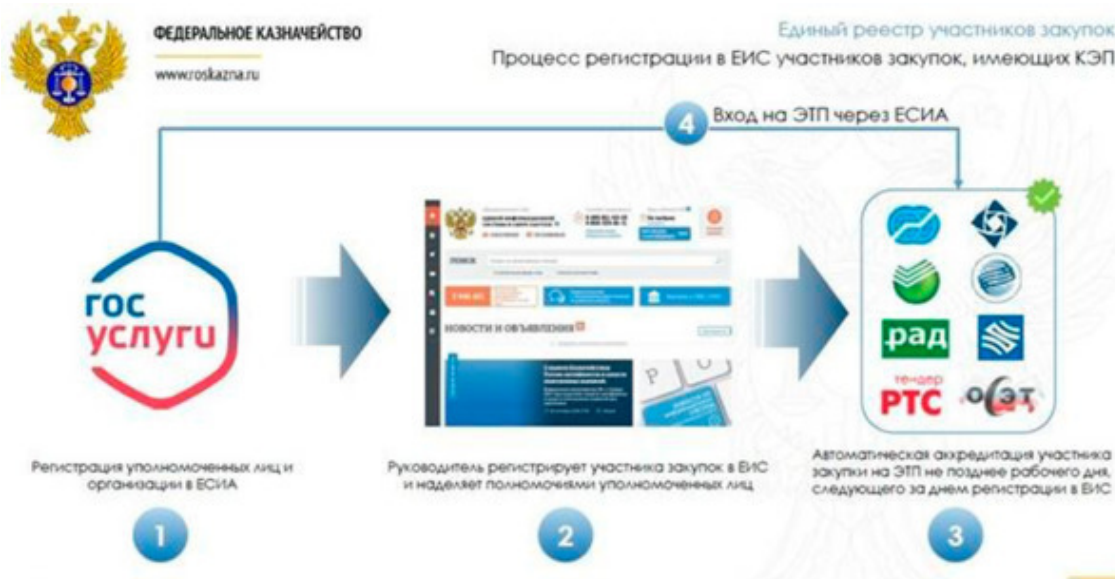 ФЕДЕРАЛЬНОЕ КАЗНАЧЕЙСТВО
www.roskazna.ru
Единый реестр участников закупок
Процесс регистрации в ЕИС участников закупок, имеющих КЭП
4 Вход на ЭТП через ЕСИА
гос
услуги
ПОИСК
НОВОСТИ И ОБЪЯВЛЕНИЯ
рад
тендер
РТС
Регистрация уполномоченных лиц и
организации в ЕСИА
1
Руководитель регистрирует участника закупок в ЕИС
и наделяет полномочиями уполномоченных лиц
2
Автоматическая аккредитация участника
закупки на ЭТП не позднее рабочего дня,
следующего за днем регистрации в ЕИС
3